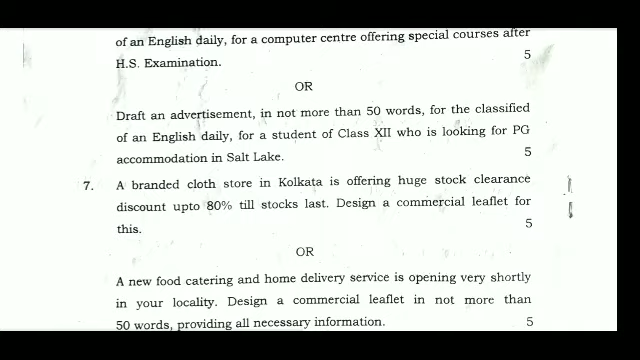 of an English daily, for a computer centre offering special courses after
H.S. Examination. 5
OR
Draft an advertisement, in not more than 50 words, for the classified
of an English daily, for a student of Class XII who is looking for PG
accommodation in Salt Lake. 5
7. A branded cloth store in Kolkata is offering huge stock clearance
discount upto 80% till stocks last. Design a commercial leaflet for
this. 5
OR
A new food catering and home delivery service is opening very shortly
in your locality. Design a commercial leaflet in not more than
50 words, providing all necessary information. 5